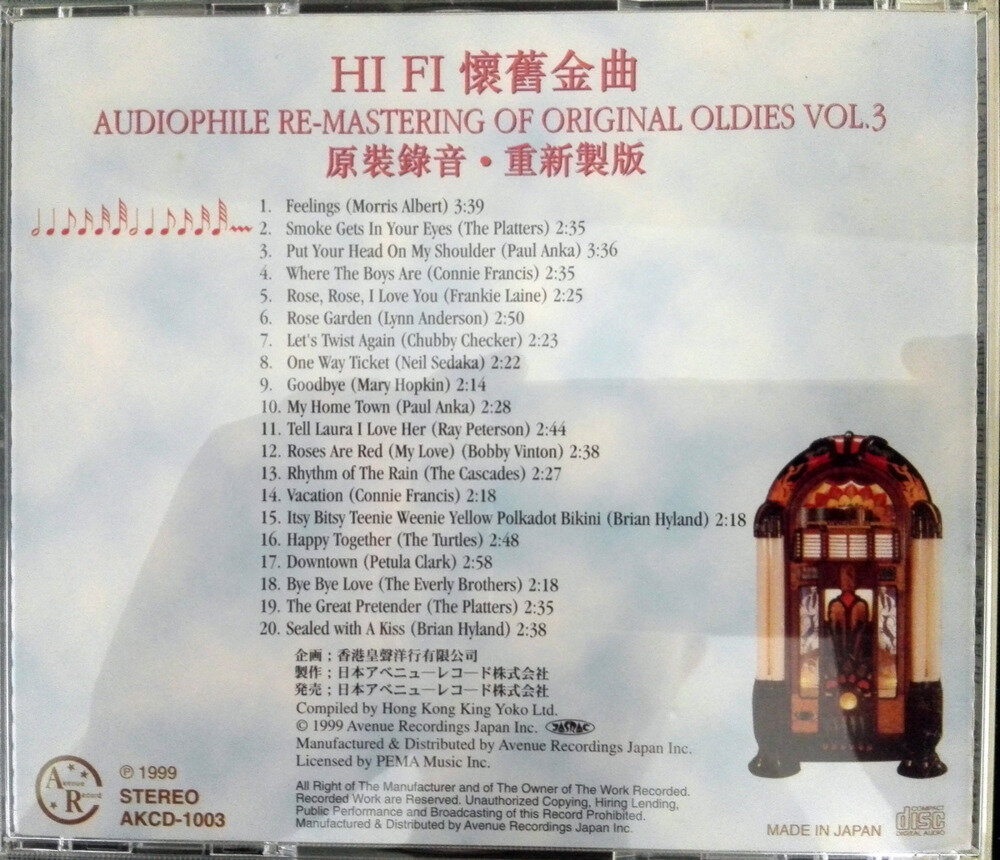 HI FI 懷舊金曲
AUDIOPHILE RE-MASTERING OF ORIGINAL OLDIES VOL.3
原裝錄音・重新製版
1. Feelings (Morris Albert) 3:39
2. Smoke Gets In Your Eyes (The Platters) 2:35
3. Put Your Head On My Shoulder (Paul Anka) 3:36
4. Where The Boys Are (Connie Francis) 2:35
5. Rose, Rose, I Love You (Frankie Laine) 2:25
6. Rose Garden (Lynn Anderson) 2:50
7. Let's Twist Again (Chubby Checker) 2:23
8. One Way Ticket (Neil Sedaka) 2:22
9. Goodbye (Mary Hopkin) 2:14
10. My Home Town (Paul Anka) 2:28
11. Tell Laura I Love Her (Ray Peterson) 2:44
12. Roses Are Red (My Love) (Bobby Vinton) 2:38
13. Rhythm of The Rain (The Cascades) 2:27
14. Vacation (Connie Francis) 2:18
15. Itsy Bitsy Teenie Weenie Yellow Polkadot Bikini (Brian Hyland) 2:18
16. Happy Together (The Turtles) 2:48
17. Downtown (Petula Clark) 2:58
18. Bye Bye Love (The Everly Brothers) 2:18
19. The Great Pretender (The Platters) 2:35
20. Sealed with A Kiss (Brian Hyland) 2:38
企画：香港皇聲洋行有限公司
製作：日本アベニューレコード株式会社
発売：日本アベニューレコード株式会社
Compiled by Hong Kong King Yoko Ltd.
© 1999 Avenue Recordings Japan Inc. JASRAC
Manufactured & Distributed by Avenue Recordings Japan Inc.
Licensed by PEMA Music Inc.
All Right of The Manufacturer and of The Owner of The Work Recorded.
Recorded Work are Reserved. Unauthorized Copying, Hiring Lending,
Public Performance and Broadcasting of this Record Prohibited.
Manufactured & Distributed by Avenue Recordings Japan Inc.
Avenue Record
℗ 1999
STEREO
AKCD-1003
MADE IN JAPAN
COMPACT
disc
DIGITAL AUDIO